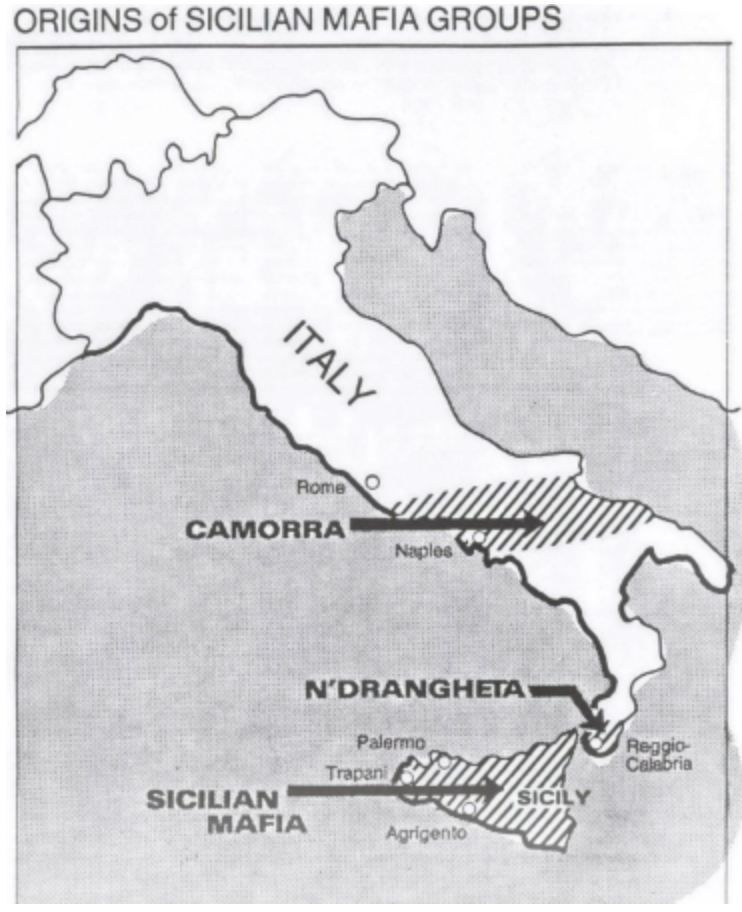 ORIGINS of SICILIAN MAFIA GROUPS
ITALY
Rome
CAMORRA
Naples
N'DRANGHETA
Palermo
Reggio-
Calabria
Trapani
SICILIAN
MAFIA
SICILY
Agrigento